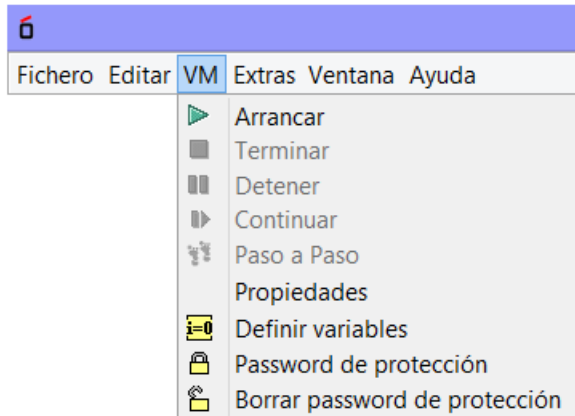 Fichero Editar VM Extras Ventana Ayuda
Arrancar
Terminar
Detener
Continuar
Paso a Paso
Propiedades
i=0 Definir variables
Password de protección
Borrar password de protección